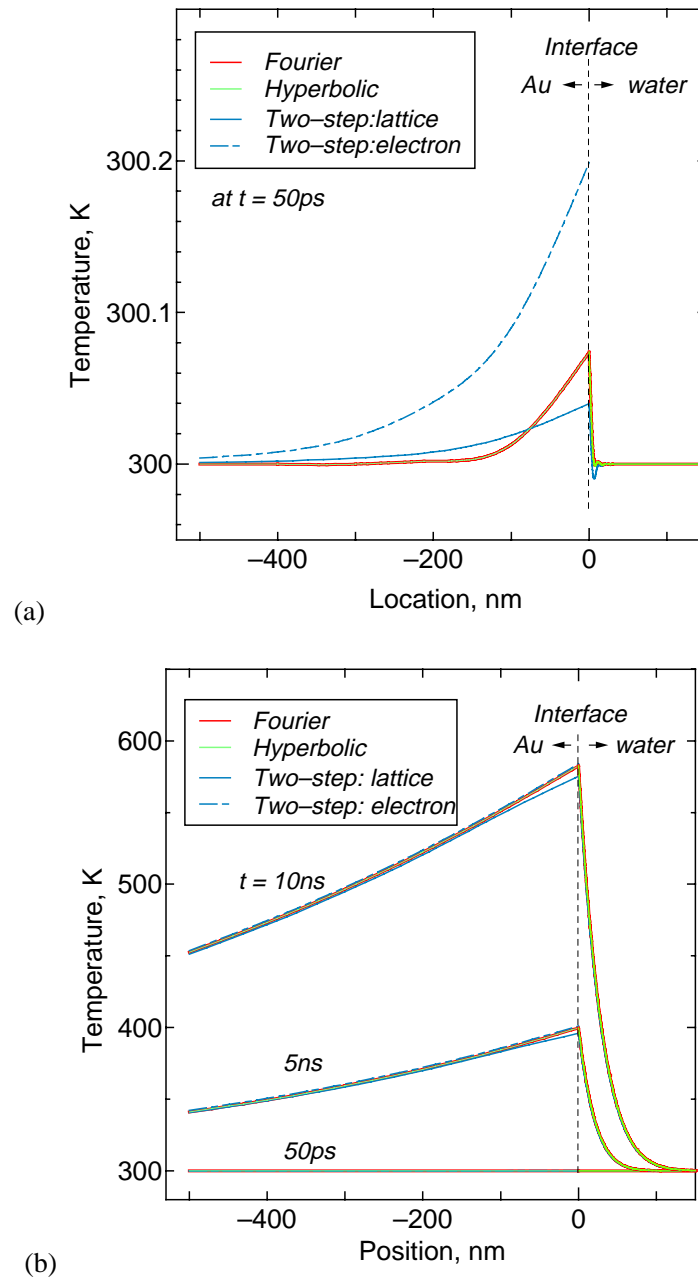 Interface
Au water
Fourier
Hyperbolic
Two–step:lattice
Two–step:electron
at t = 50ps
300.2
300.1
300
Temperature, K
–400
–200
0
Location, nm
(a)
Interface
Au water
Fourier
Hyperbolic
Two–step: lattice
Two–step: electron
t = 10ns
5ns
50ps
600
500
400
300
Temperature, K
–400
–200
0
Position, nm
(b)